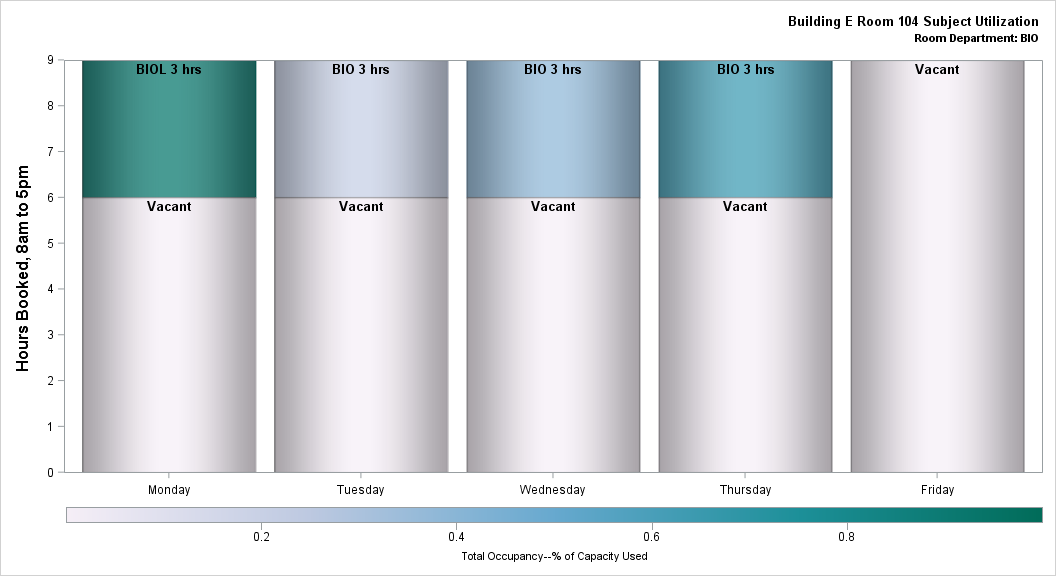 Building E Room 104 Subject Utilization
Room Department: BIO
Hours Booked, 8am to 5pm
9
8
7
6
5
4
3
2
1
0
BIOL 3 hrs
BIO 3 hrs
BIO 3 hrs
BIO 3 hrs
Vacant
Vacant
Vacant
Vacant
Vacant
Monday
Tuesday
Wednesday
Thursday
Friday
0.2
0.4
0.6
0.8
Total Occupancy--% of Capacity Used